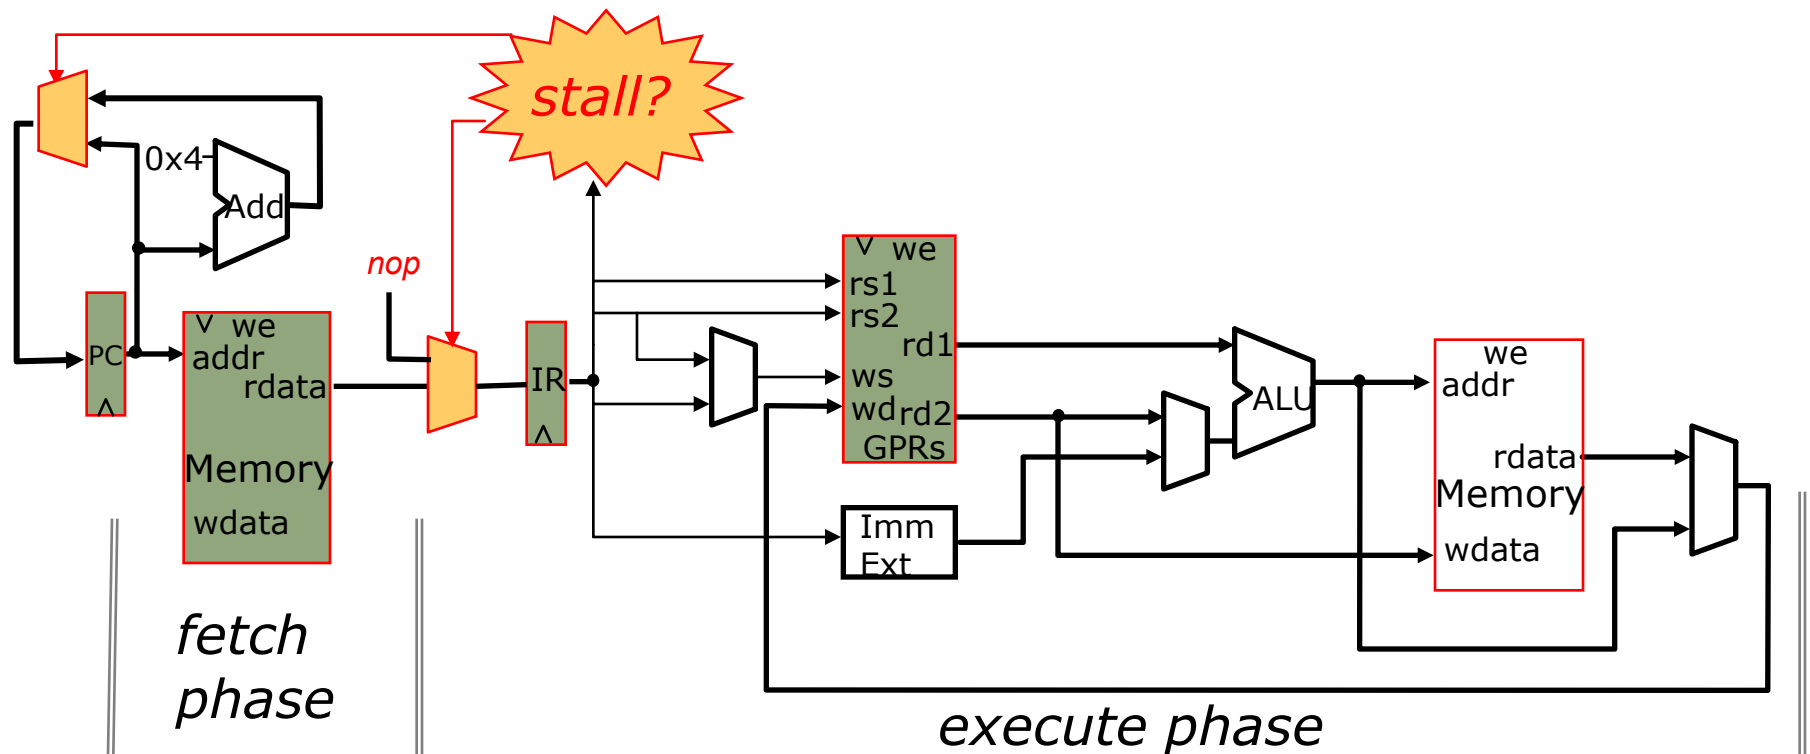 stall?
0x4
Add
nop
PC
we
addr
rdata
Memory
wdata
IR
we
rs1
rs2
rd1
ws
wd rd2
GPRs
Imm
Ext
ALU
we
addr
rdata
Memory
wdata
fetch
phase
execute phase